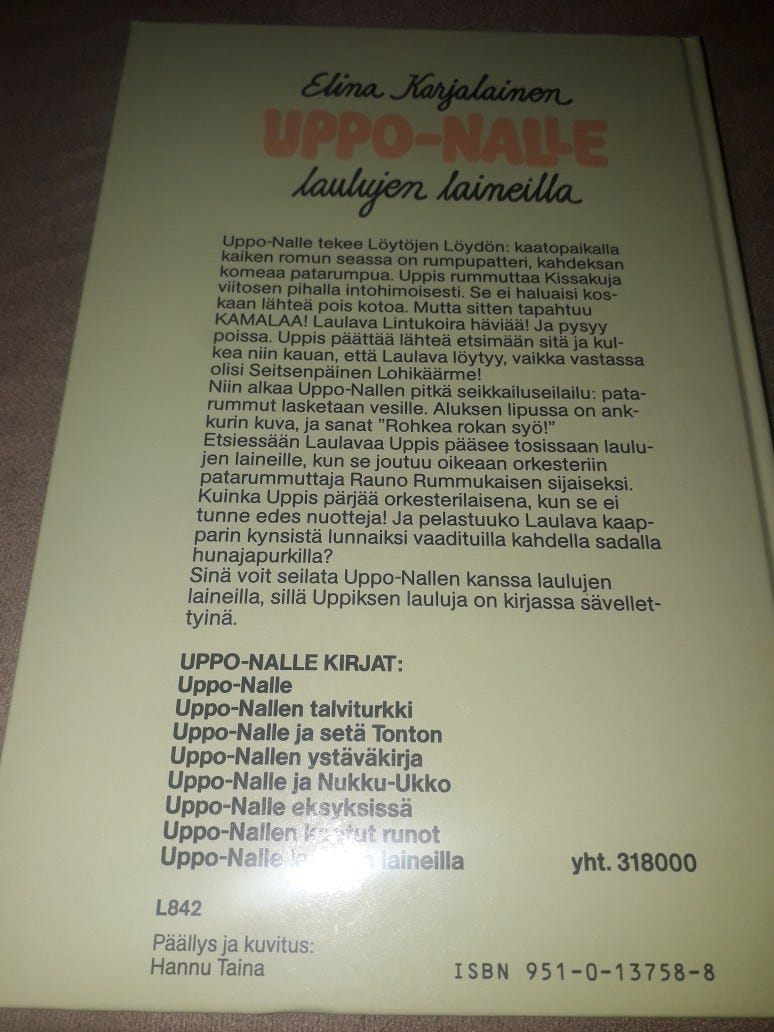 Elina Karjalainen
UPPO-NALLE
laulujen laineilla
Uppo-Nalle tekee Löytöjen Löydön: kaatopaikalla
kaiken romun seassa on rumpupatteri, kahdeksan
komeaa patarumpua. Uppis rummuttaa Kissakuja
viitosen pihalla intohimoisesti. Se ei haluaisi kos-
kaan lähteä pois kotoa. Mutta sitten tapahtuu
KAMALAA! Laulava Lintukoira häviää! Ja pysyy
poissa. Uppis päättää lähteä etsimään sitä ja kul-
kea niin kauan, että Laulava löytyy, vaikka vastassa
olisi Seitsenpäinen Lohikäärme!
Niin alkaa Uppo-Nallen pitkä seikkailuseilailu: pata-
rummut lasketaan vesille. Aluksen lipussa on ank-
kurin kuva, ja sanat ”Rohkea rokan syö!”
Etsiessään Laulavaa Uppis pääsee tosissaan laulu-
jen laineille, kun se joutuu oikeaan orkesteriin
patarummuttaja Rauno Rummukaisen sijaiseksi.
Kuinka Uppis pärjää orkesterilaisena, kun se ei
tunne edes nuotteja! Ja pelastuuko Laulava kaap-
parin kynsistä lunnaiksi vaadituilla kahdella sadalla
hunajapurkilla?
Sinä voit seilata Uppo-Nallen kanssa laulujen
laineilla, sillä Uppiksen lauluja on kirjassa sävellet-
tyinä.
UPPO-NALLE KIRJAT:
Uppo-Nalle
Uppo-Nallen talviturkki
Uppo-Nalle ja setä Tonton
Uppo-Nallen ystäväkirja
Uppo-Nalle ja Nukku-Ukko
Uppo-Nalle eksyksissä
Uppo-Nallen runot
Uppo-Nalle laineilla yht. 318000
L842
Päällys ja kuvitus:
Hannu Taina
ISBN 951-0-13758-8